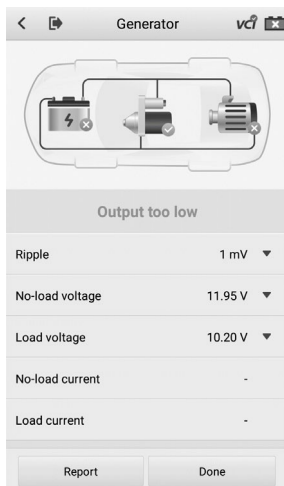 Generator
vci
Output too low
Ripple 1 mV
No-load voltage 11.95 V
Load voltage 10.20 V
No-load current -
Load current -
Report Done